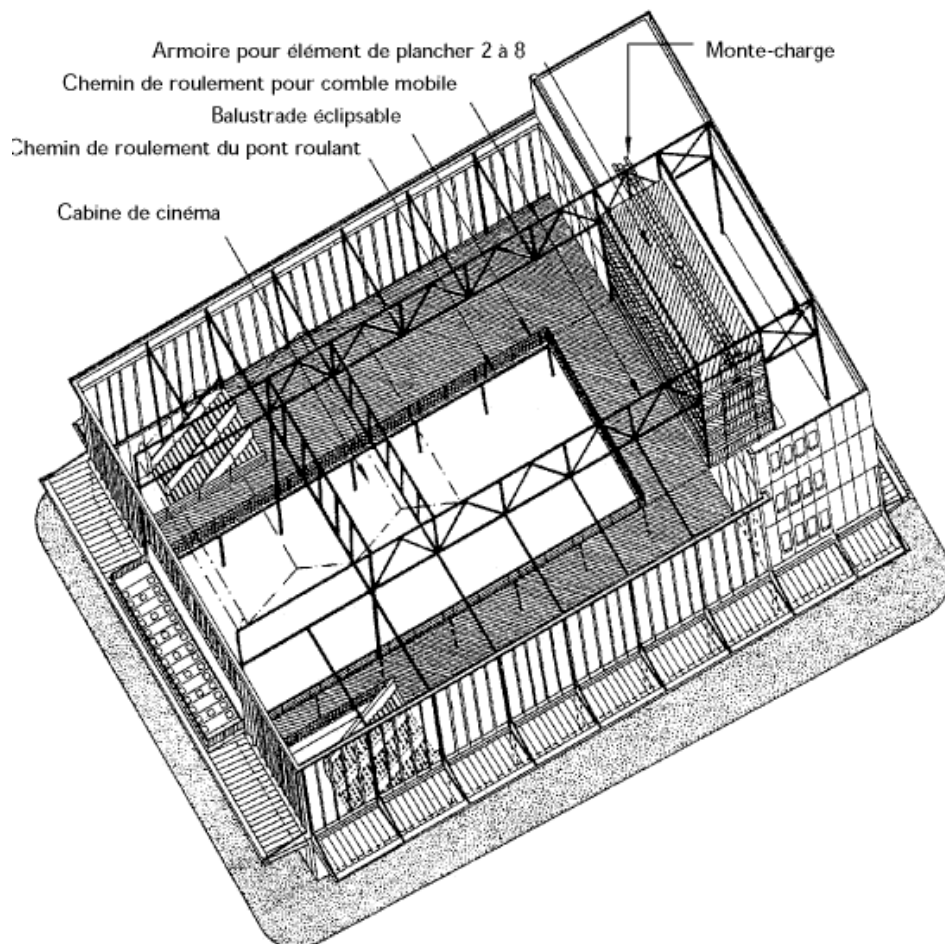 Armoire pour élément de plancher 2 à 8
Monte-charge
Chemin de roulement pour comble mobile
Balustrade éclipsable
Chemin de roulement du pont roulant
Cabine de cinéma